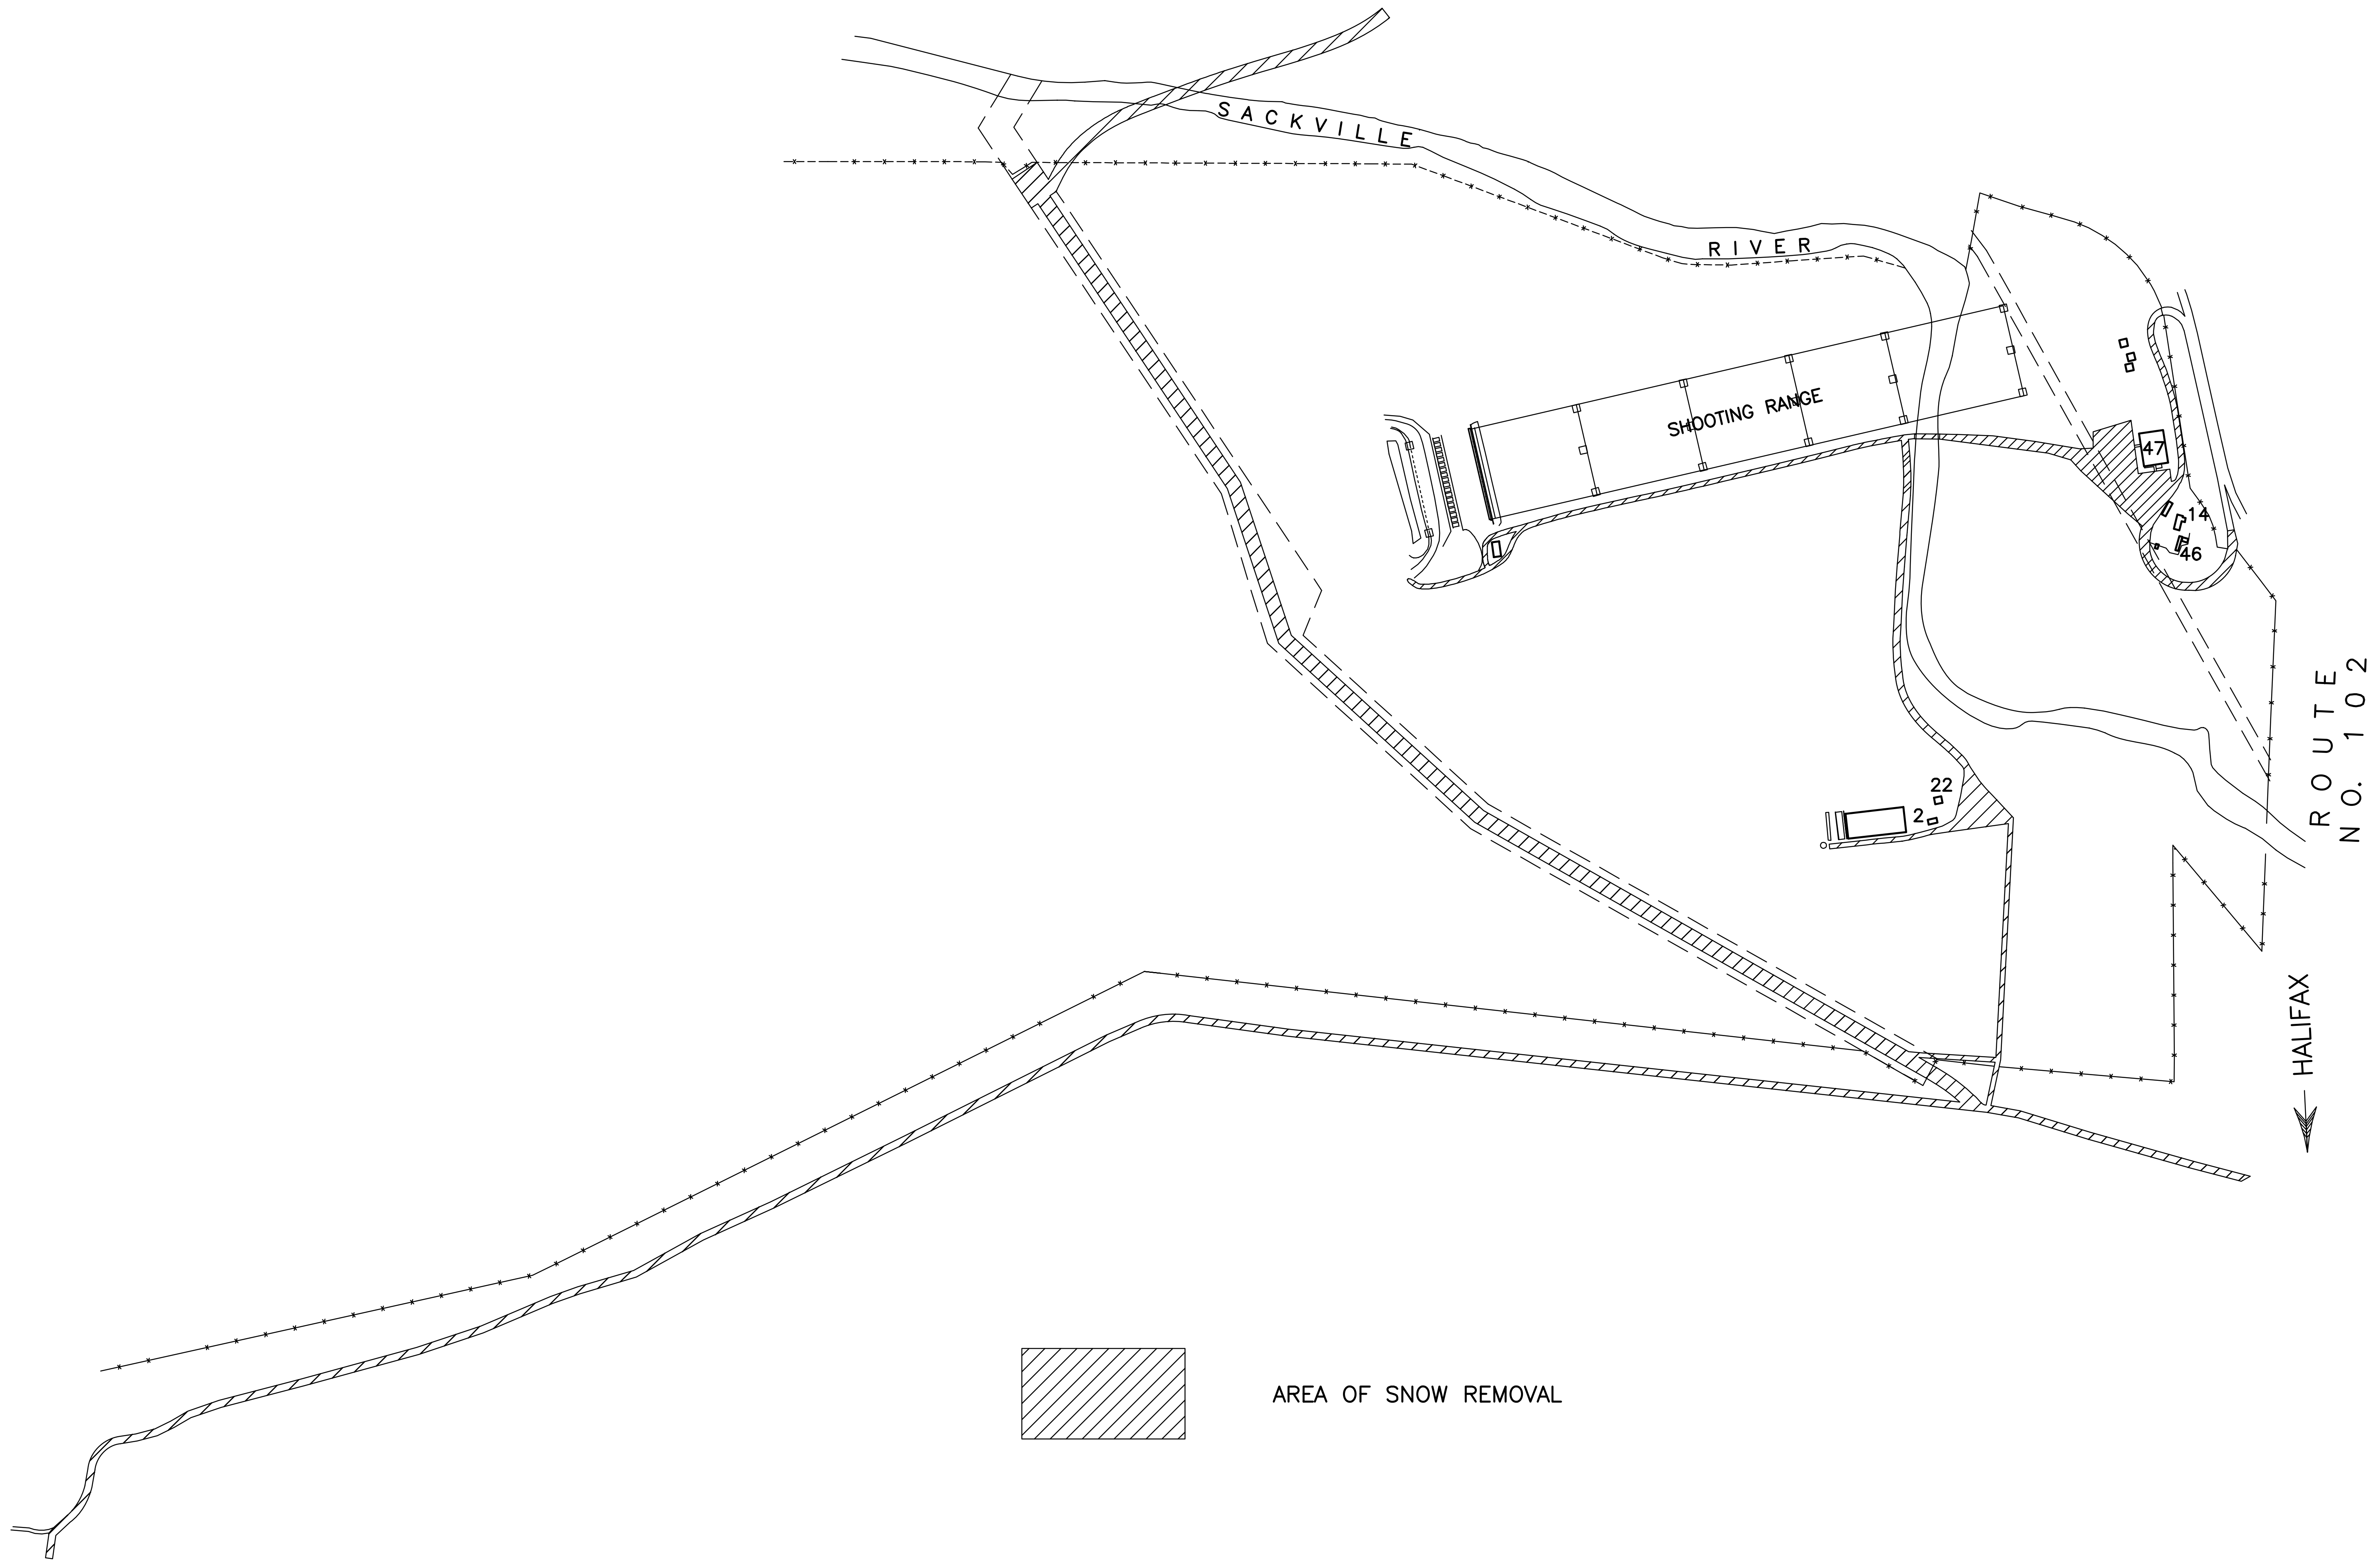 SACKVILLE
RIVER
SHOOTING RANGE
47
14
46
ROUTE
NO. 102
22
2
HALIFAX
AREA OF SNOW REMOVAL